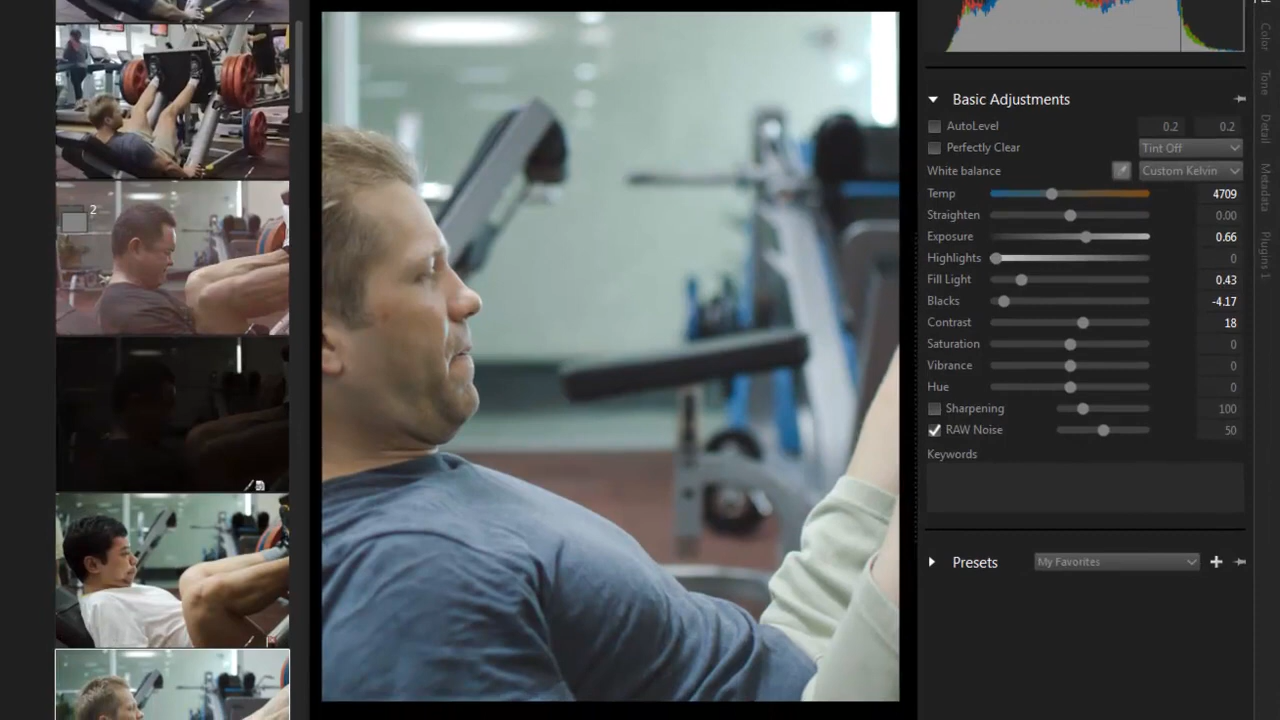 2
Basic Adjustments
AutoLevel 0.2 0.2
Perfectly Clear Tint Off
White balance Custom Kelvin
Temp 4709
Straighten 0.00
Exposure 0.66
Highlights 0
Fill Light 0.43
Blacks -4.17
Contrast 18
Saturation 0
Vibrance 0
Hue 0
Sharpening 100
RAW Noise 50
Keywords
Presets My Favorites
Color
Tone
Detail
Metadata
Plugins 1